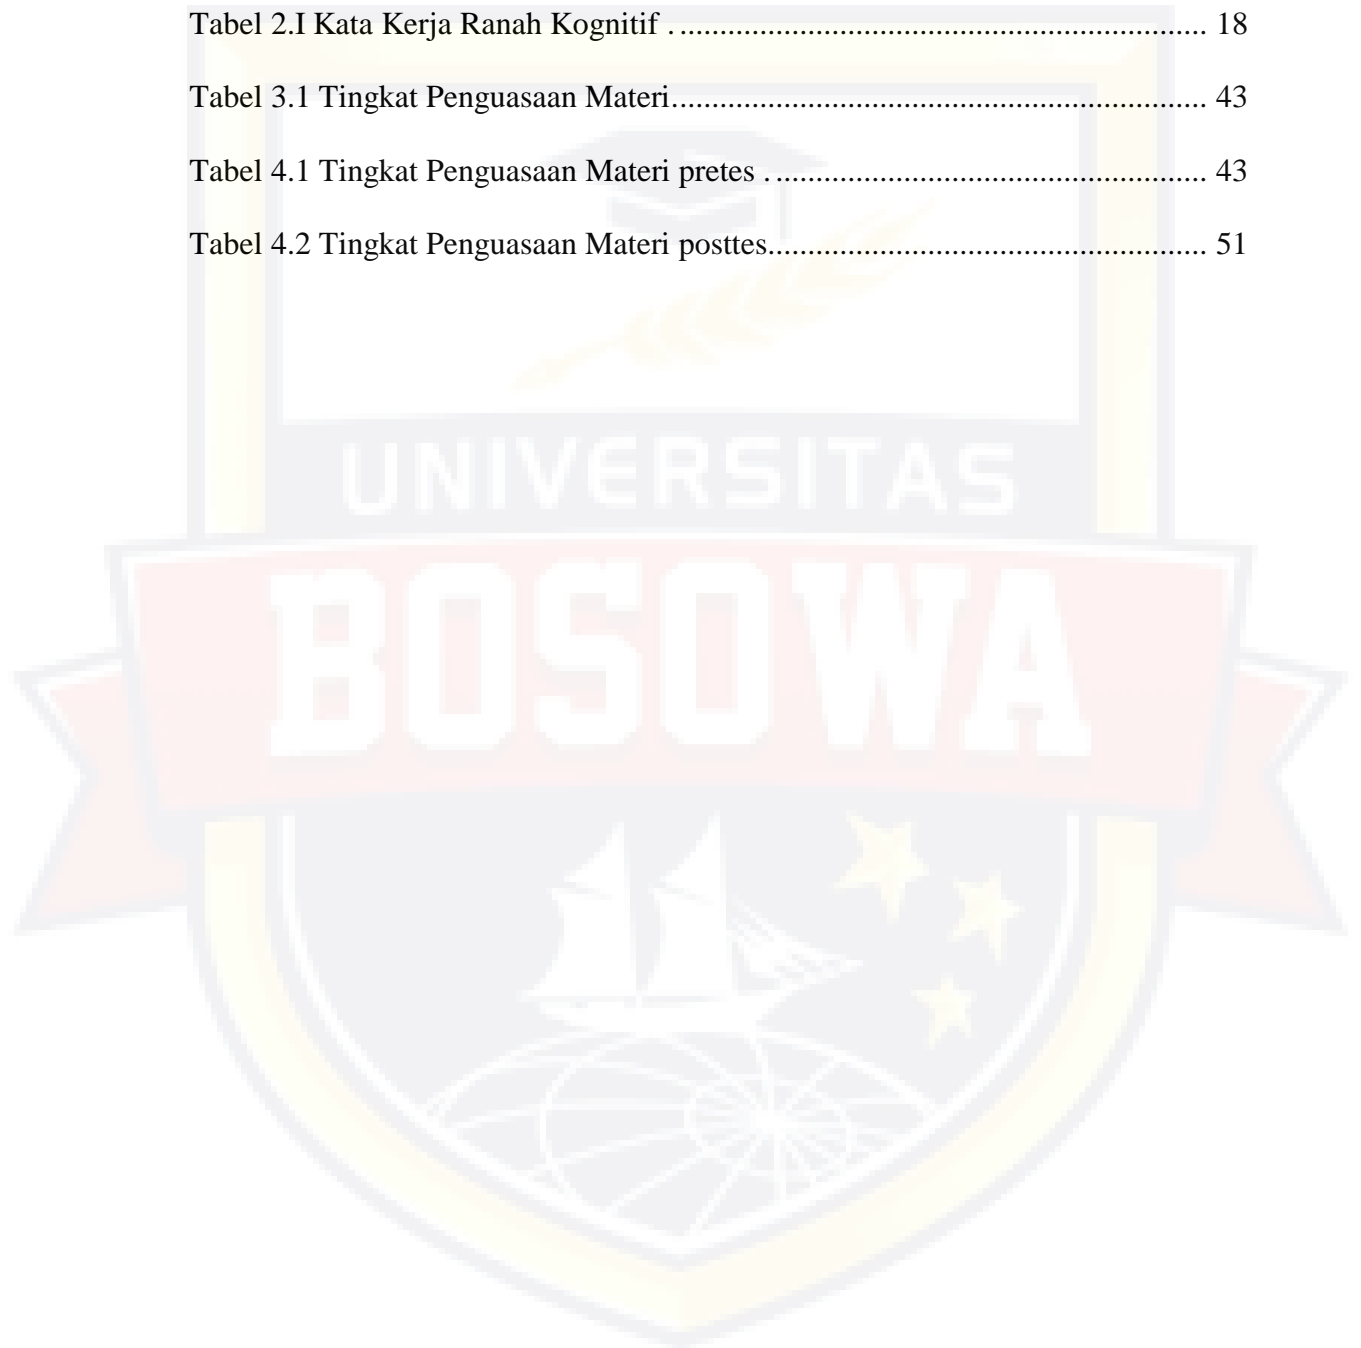 Tabel 2.I Kata Kerja Ranah Kognitif . .................................................................. 18
Tabel 3.1 Tingkat Penguasaan Materi................................................................... 43
Tabel 4.1 Tingkat Penguasaan Materi pretes . ...................................................... 43
Tabel 4.2 Tingkat Penguasaan Materi posttes....................................................... 51
UNIVERSITAS
BOSOWA